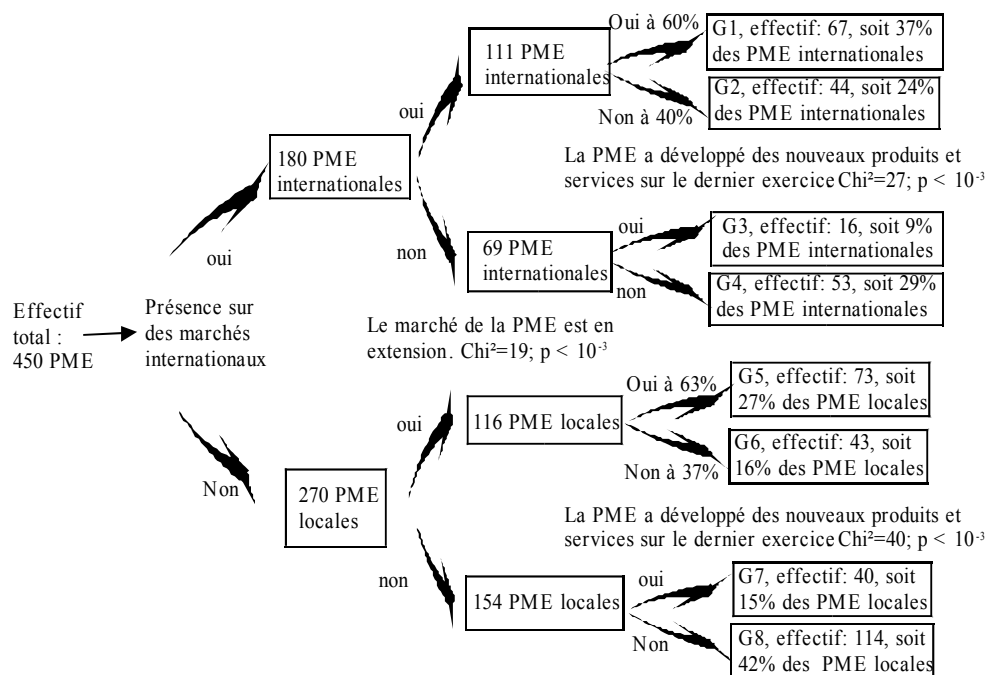 Effectif
total :
450 PME
Présence sur
des marchés
internationaux
oui
Non
180 PME
internationales
oui
non
111 PME
internationales
Oui à 60%
Non à 40%
G1, effectif: 67, soit 37%
des PME internationales
G2, effectif: 44, soit 24%
des PME internationales
La PME a développé des nouveaux produits et
services sur le dernier exercice Chi²=27; p < 10⁻³
69 PME
internationales
oui
non
G3, effectif: 16, soit 9%
des PME internationales
G4, effectif: 53, soit 29%
des PME internationales
Le marché de la PME est en
extension. Chi²=19; p < 10⁻³
270 PME
locales
oui
non
116 PME locales
Oui à 63%
Non à 37%
G5, effectif: 73, soit
27% des PME locales
G6, effectif: 43, soit
16% des PME locales
La PME a développé des nouveaux produits et
services sur le dernier exercice Chi²=40; p < 10⁻³
154 PME locales
oui
Non
G7, effectif: 40, soit
15% des PME locales
G8, effectif: 114, soit
42% des PME locales